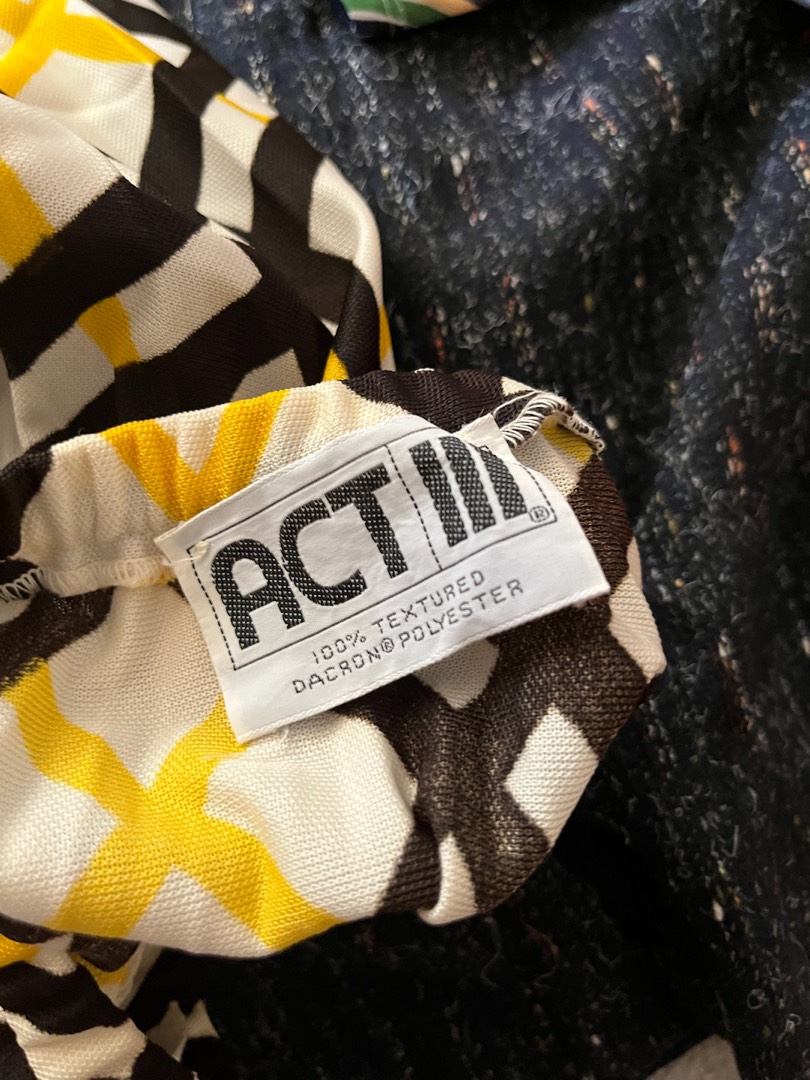 ACT III®
100% TEXTURED
DACRON® POLYESTER